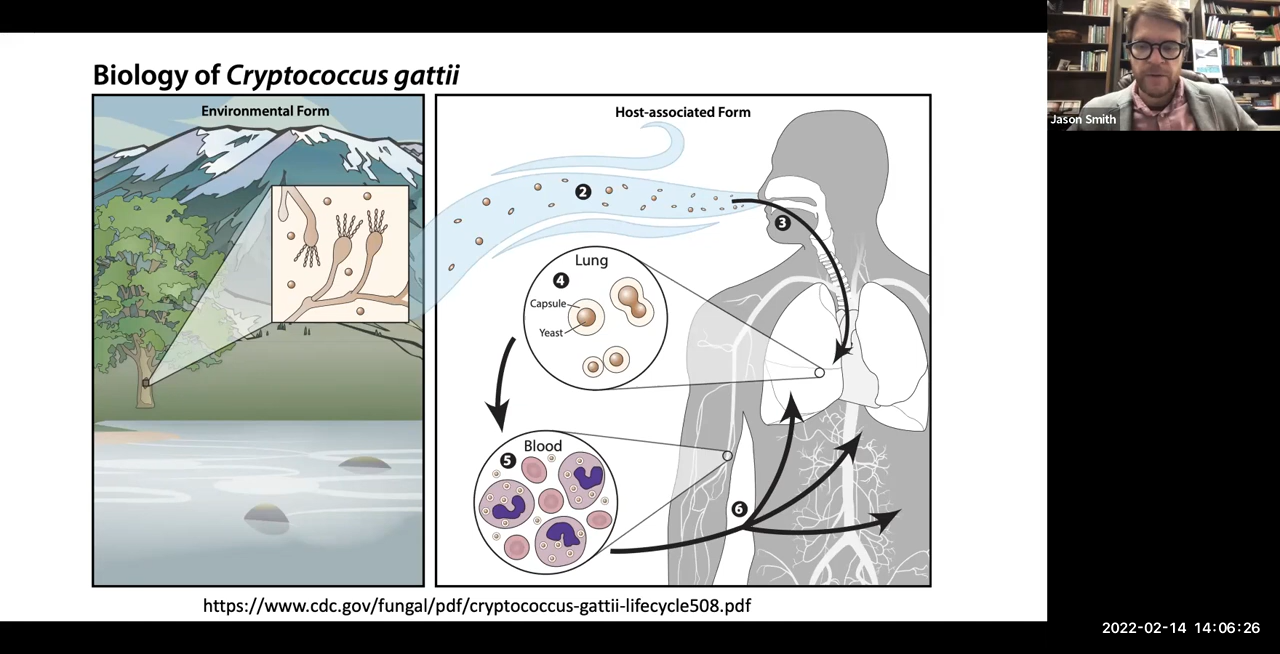 Biology of Cryptococcus gattii
Environmental Form
Host-associated Form
2
3
Lung
4
Capsule
Yeast
Blood
5
6
https://www.cdc.gov/fungal/pdf/cryptococcus-gattii-lifecycle508.pdf
Jason Smith
2022-02-14 14:06:26